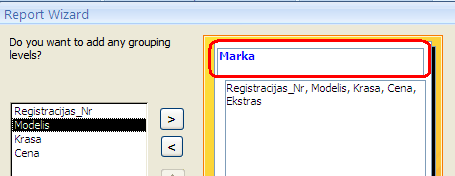 Report Wizard
Do you want to add any grouping
levels?
Registracijas_Nr
Modelis
Krasa
Cena
>
<
Marka
Registracijas_Nr, Modelis, Krasa, Cena,
Ekstras